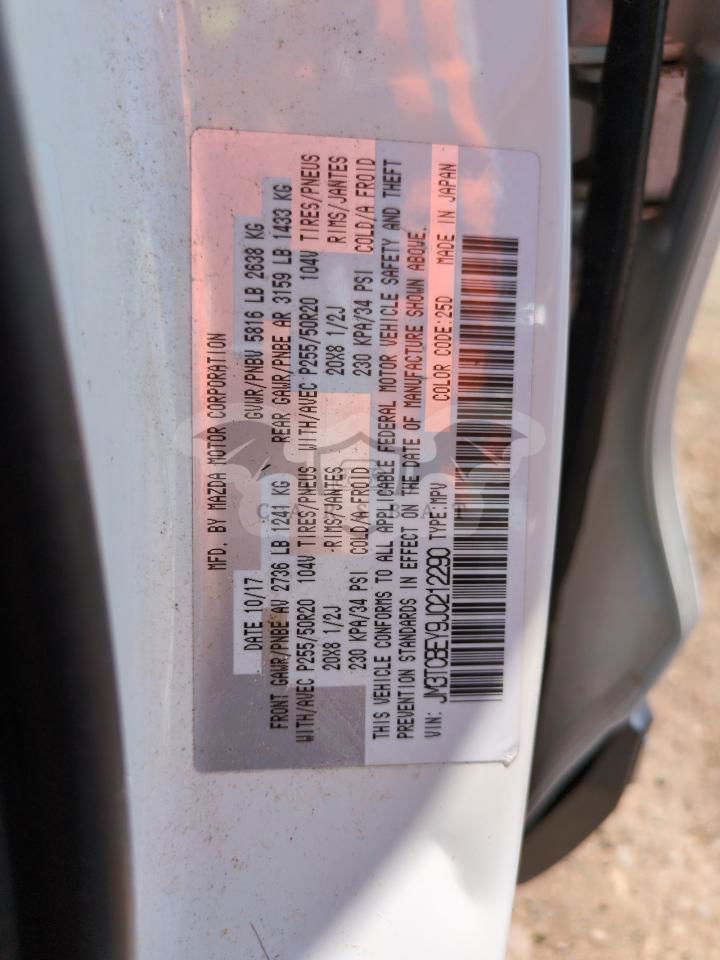 MFD. BY MAZDA MOTOR CORPORATION
DATE 10/17 GVWR/PNBV 5816 LB 2638 KG
FRONT GAWR/PNBE AV 2736 LB 1241 KG REAR GAWR/PNBE AR 3159 LB 1433 KG
WITH/AVEC P255/50R20 104V TIRES/PNEUS WITH/AVEC P255/50R20 104V TIRES/PNEUS
20X8 1/2J RIMS/JANTES 20X8 1/2J RIMS/JANTES
230 KPA/34 PSI COLD/A FROID 230 KPA/34 PSI COLD/A FROID
THIS VEHICLE CONFORMS TO ALL APPLICABLE FEDERAL MOTOR VEHICLE SAFETY AND THEFT
PREVENTION STANDARDS IN EFFECT ON THE DATE OF MANUFACTURE SHOWN ABOVE.
VIN: JM3TCBEY9J0212290 TYPE:MPV COLOR CODE:25D MADE IN JAPAN